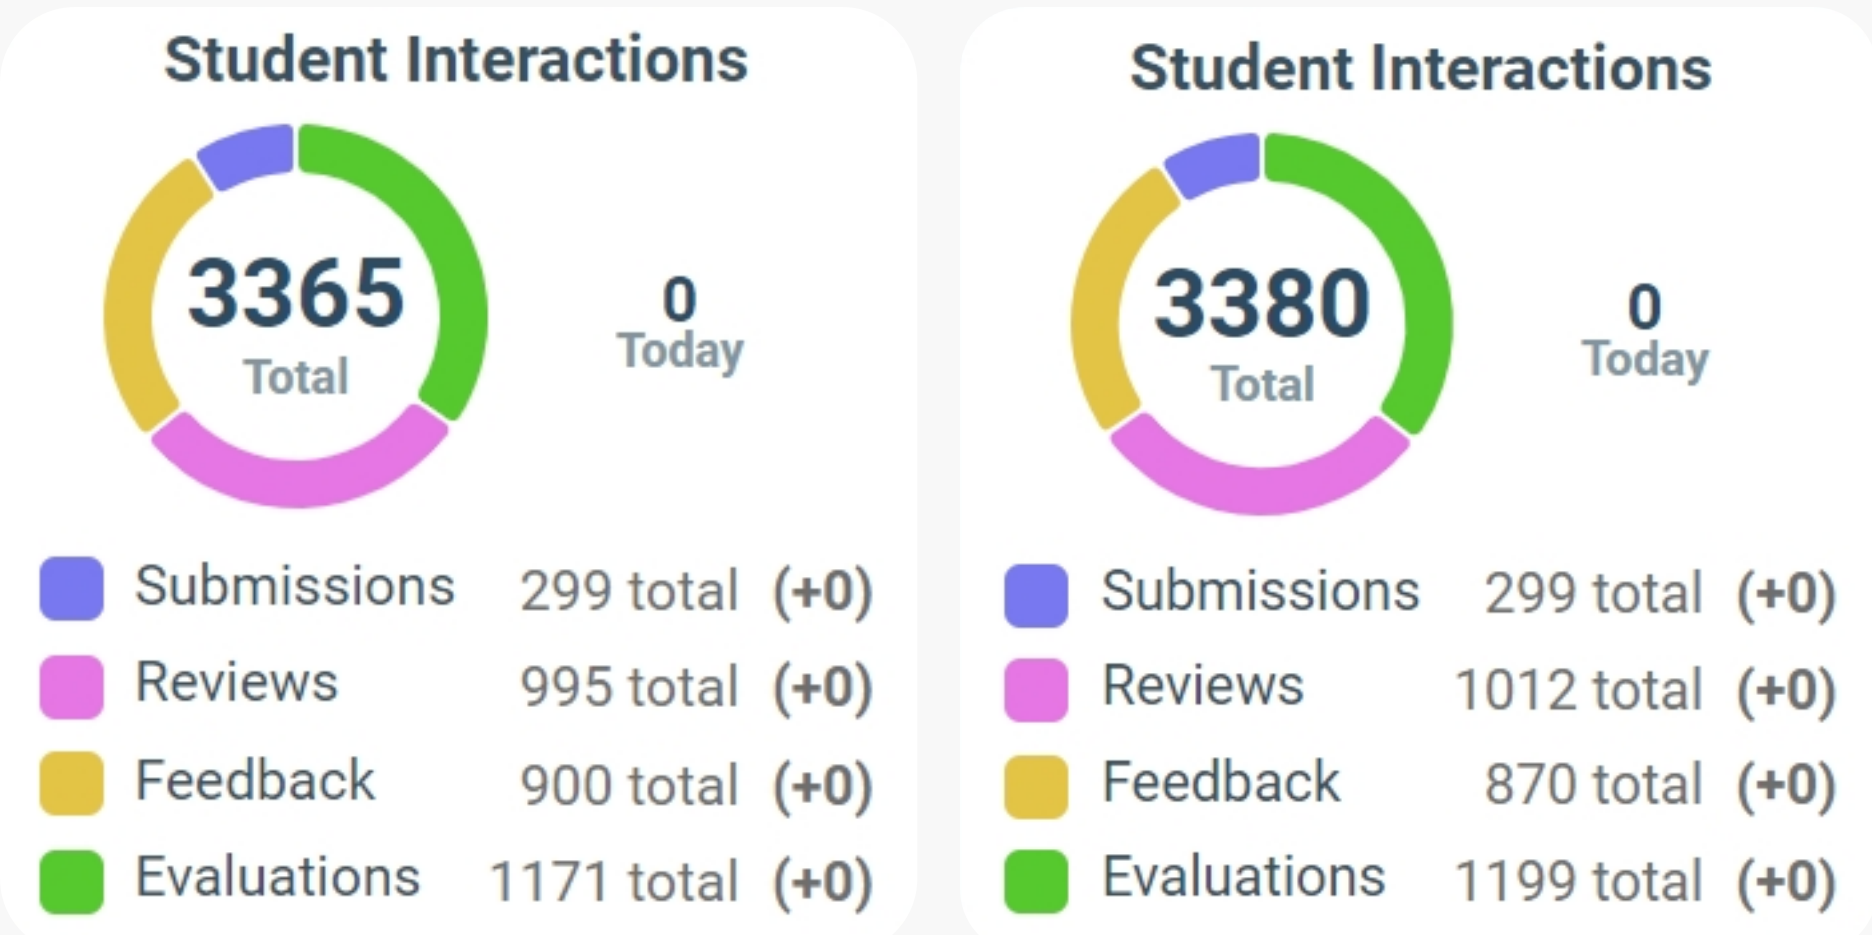 Student Interactions
3365
Total
0
Today
Submissions 299 total (+0)
Reviews 995 total (+0)
Feedback 900 total (+0)
Evaluations 1171 total (+0)
Student Interactions
3380
Total
0
Today
Submissions 299 total (+0)
Reviews 1012 total (+0)
Feedback 870 total (+0)
Evaluations 1199 total (+0)